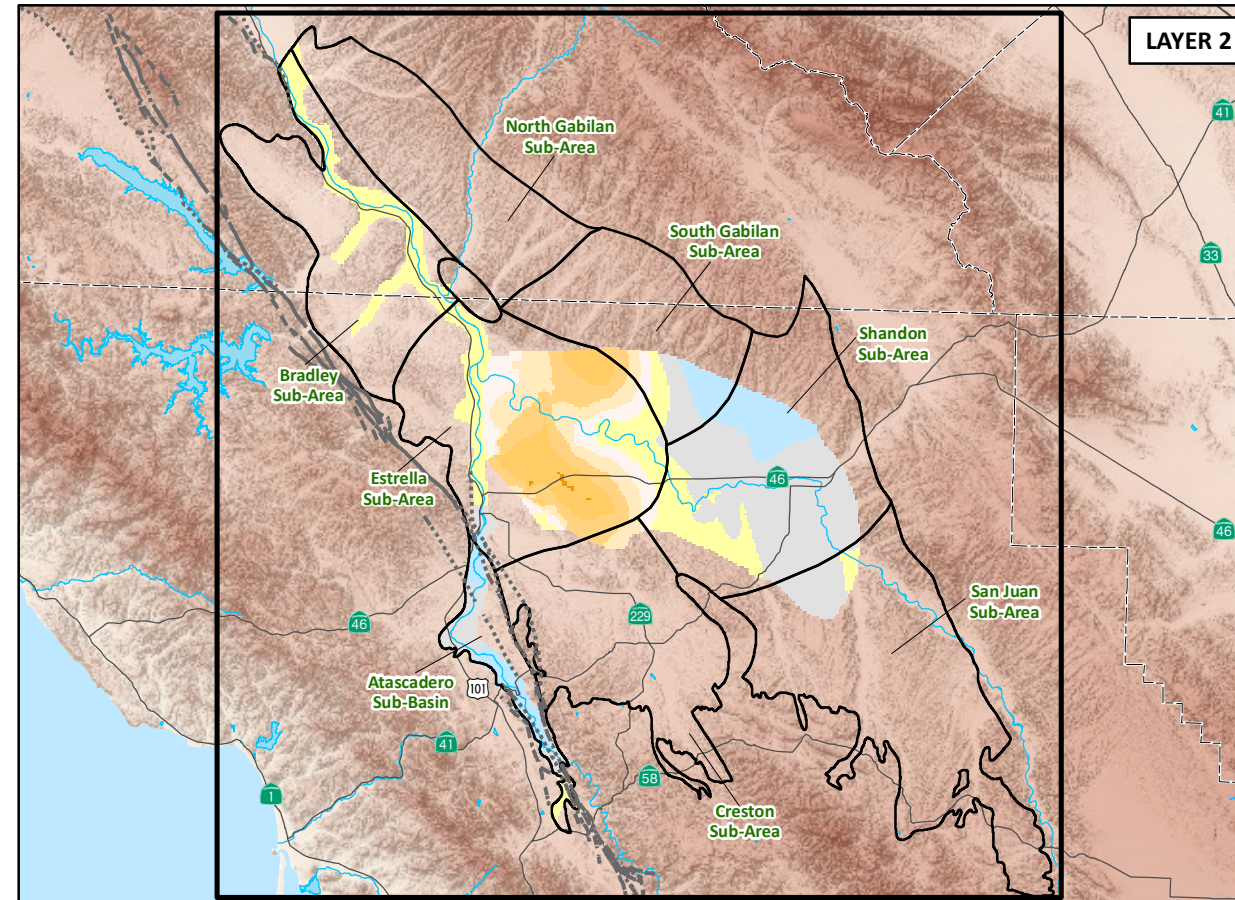 LAYER 2
41
North Gabilan
Sub-Area
South Gabilan
Sub-Area
33
Shandon
Sub-Area
Bradley
Sub-Area
Estrella
Sub-Area
46
46
San Juan
Sub-Area
46
229
Atascadero
Sub-Basin
101
41
58
1
Creston
Sub-Area